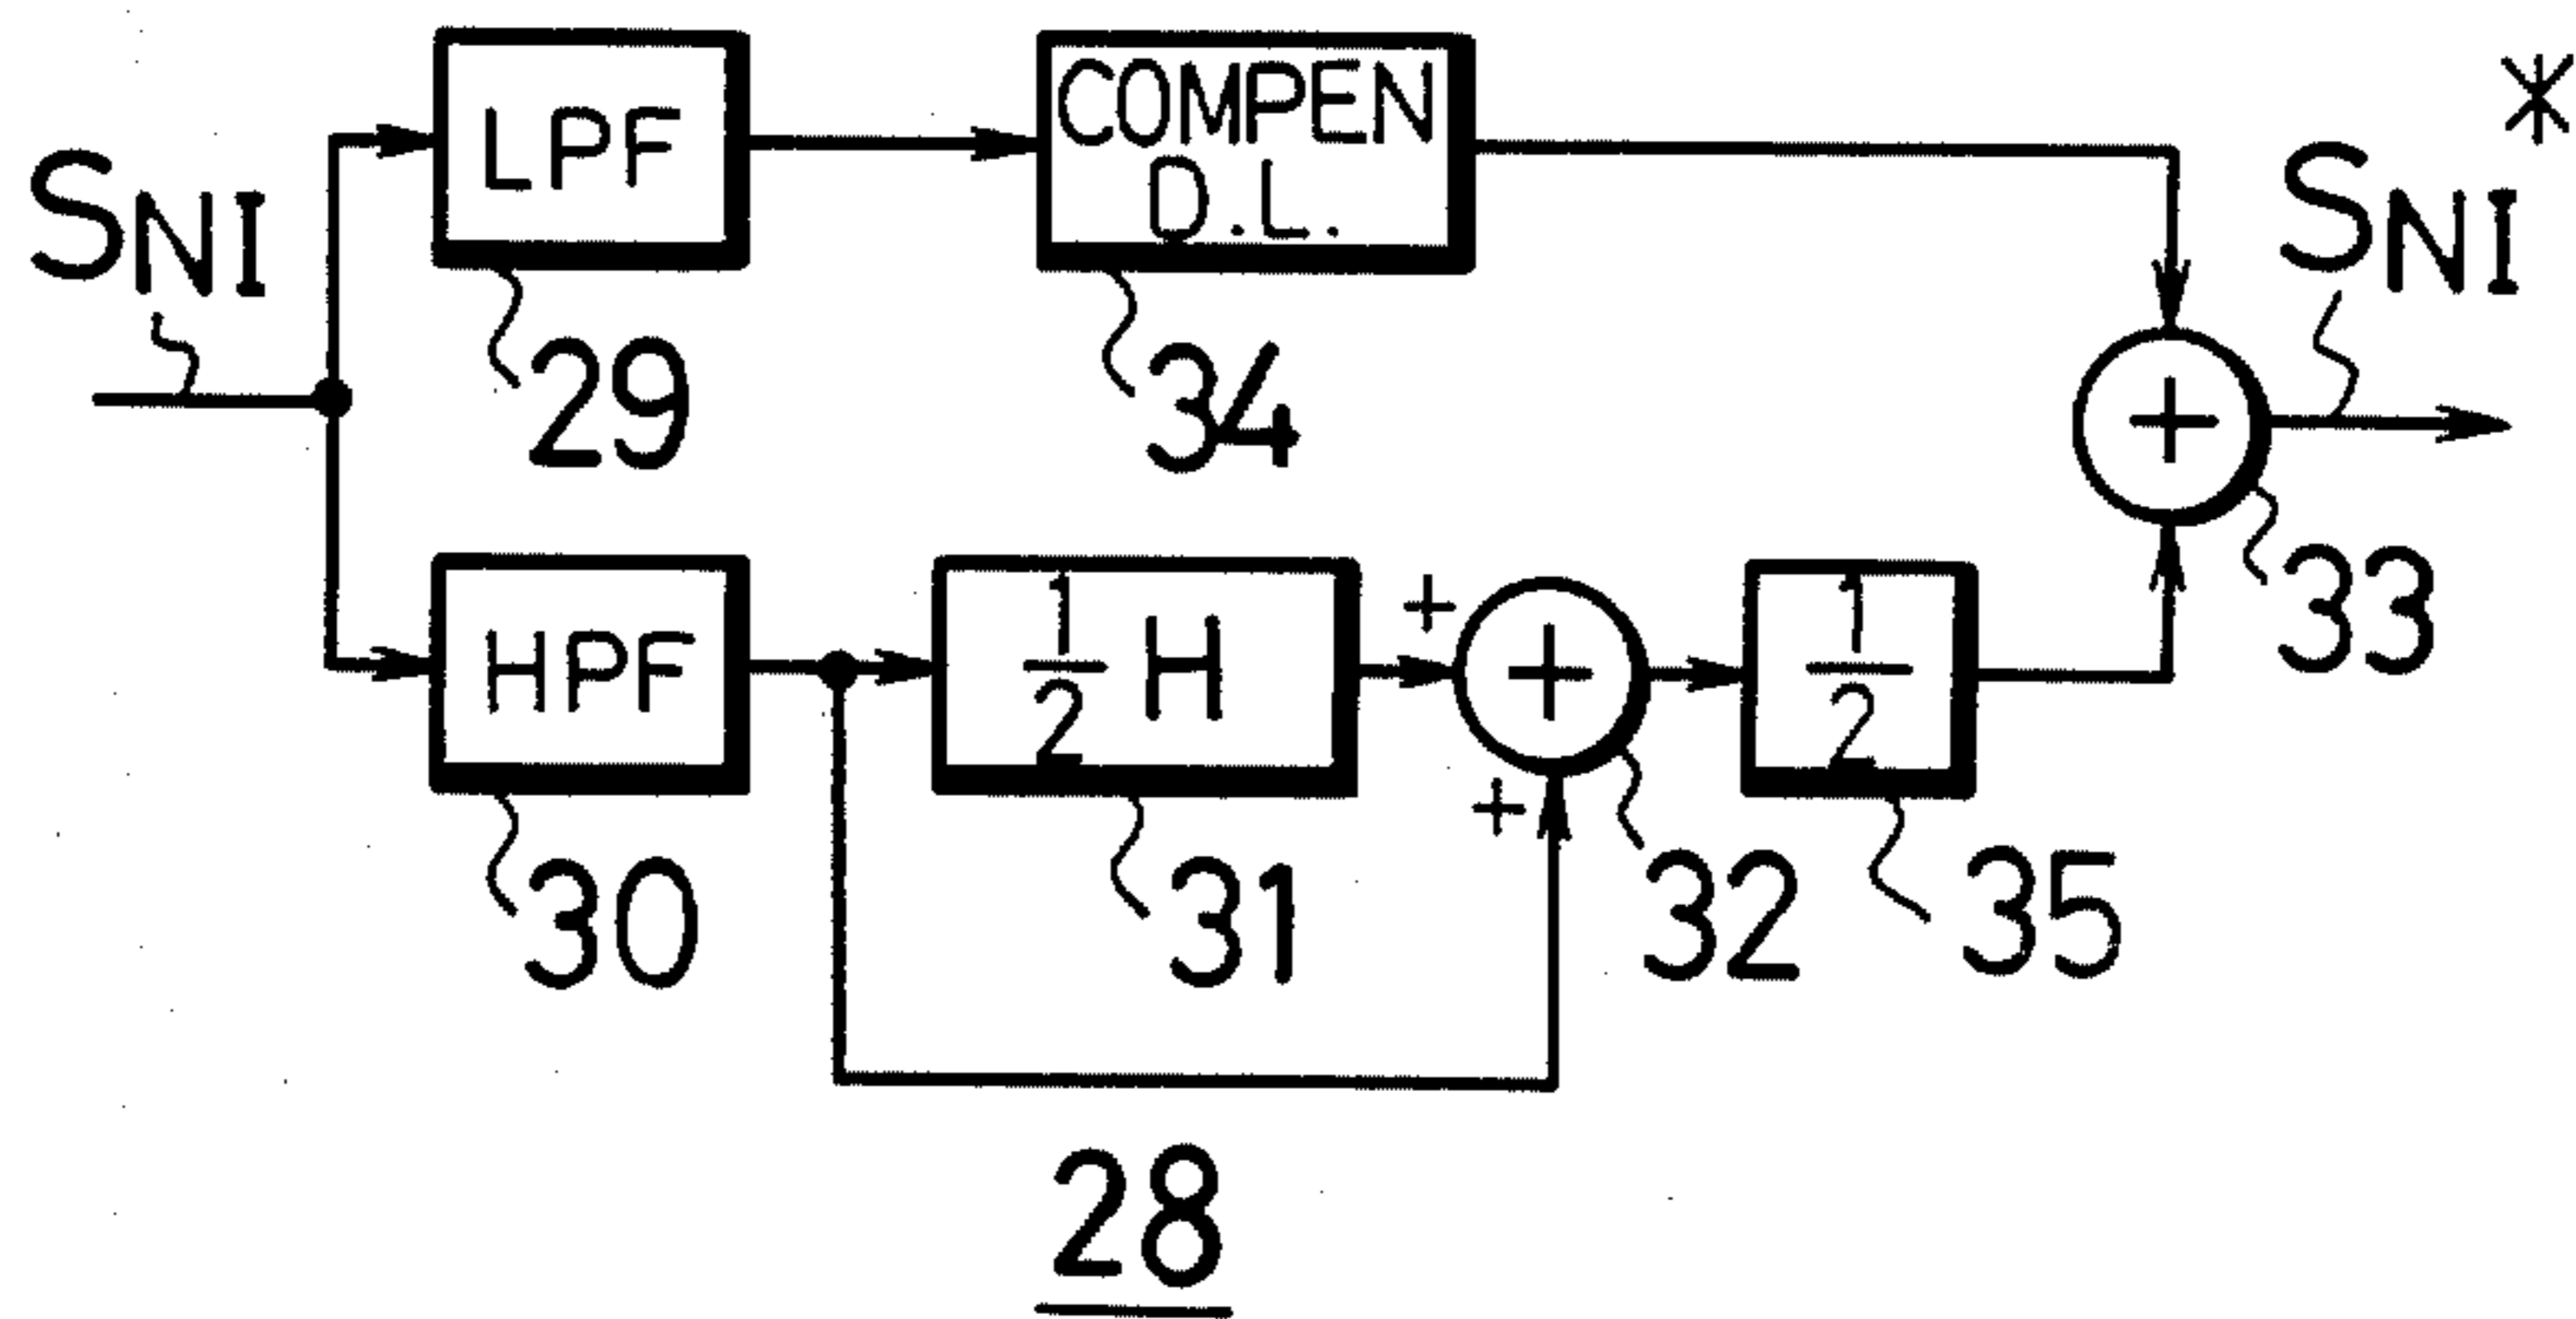 S_NI
LPF
29
COMPEN
D.L.
34
S_NI*
33
HPF
30
1/2 H
31
+
+
+
32
1/2
35
+
28